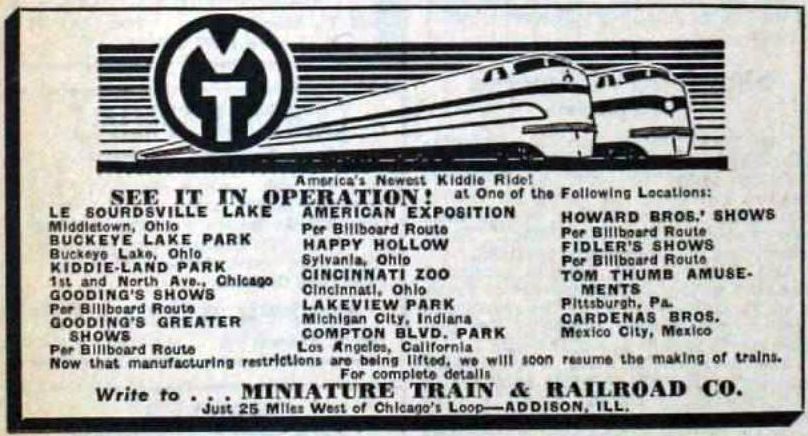 MT
America's Newest Kiddie Ride!
SEE IT IN OPERATION! at One of the Following Locations:
LE SOURDSVILLE LAKE
Middletown, Ohio
BUCKEYE LAKE PARK
Buckeye Lake, Ohio
KIDDIE-LAND PARK
1st and North Ave., Chicago
GOODING'S SHOWS
Per Billboard Route
GOODING'S GREATER
SHOWS
Per Billboard Route
AMERICAN EXPOSITION
Per Billboard Route
HAPPY HOLLOW
Sylvania, Ohio
CINCINNATI ZOO
Cincinnati, Ohio
LAKEVIEW PARK
Michigan City, Indiana
COMPTON BLVD. PARK
Los Angeles, California
HOWARD BROS.' SHOWS
Per Billboard Route
FIDLER'S SHOWS
Per Billboard Route
TOM THUMB AMUSE-
MENTS
Pittsburgh, Pa.
CARDENAS BROS.
Mexico City, Mexico
Now that manufacturing restrictions are being lifted, we will soon resume the making of trains.
For complete details
Write to . . . MINIATURE TRAIN & RAILROAD CO.
Just 25 Miles West of Chicago's Loop—ADDISON, ILL.